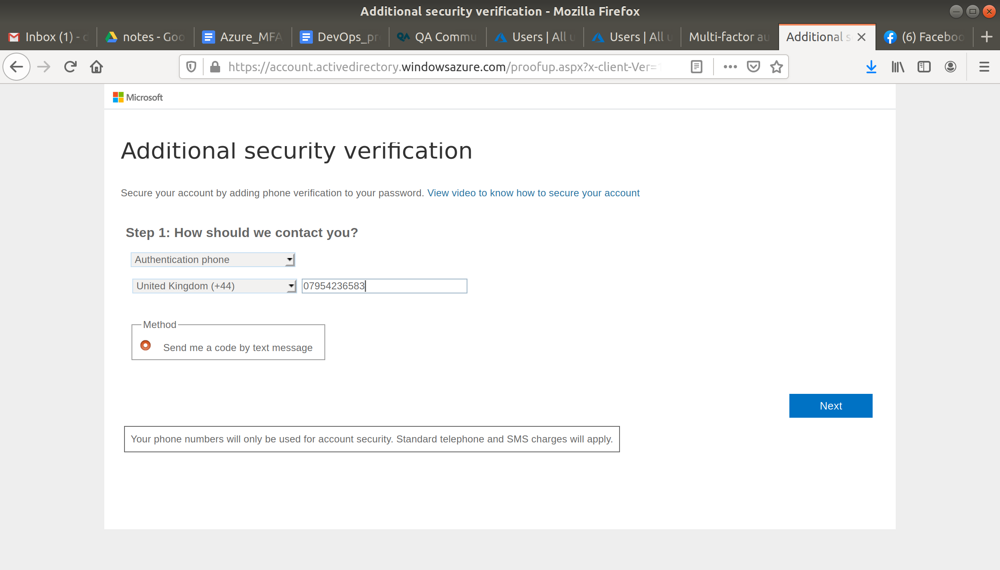 Additional security verification - Mozilla Firefox
Inbox (1) -
notes - Goo
Azure_MFA
DevOps_pr
QA Commu
Users | All u
Users | All u
Multi-factor au
Additional s
(6) Faceboo
https://account.activedirectory.windowsazure.com/proofup.aspx?x-client-Ver=
Microsoft
Additional security verification
Secure your account by adding phone verification to your password. View video to know how to secure your account
Step 1: How should we contact you?
Authentication phone
United Kingdom (+44)
07954236583
Method
Send me a code by text message
Next
Your phone numbers will only be used for account security. Standard telephone and SMS charges will apply.